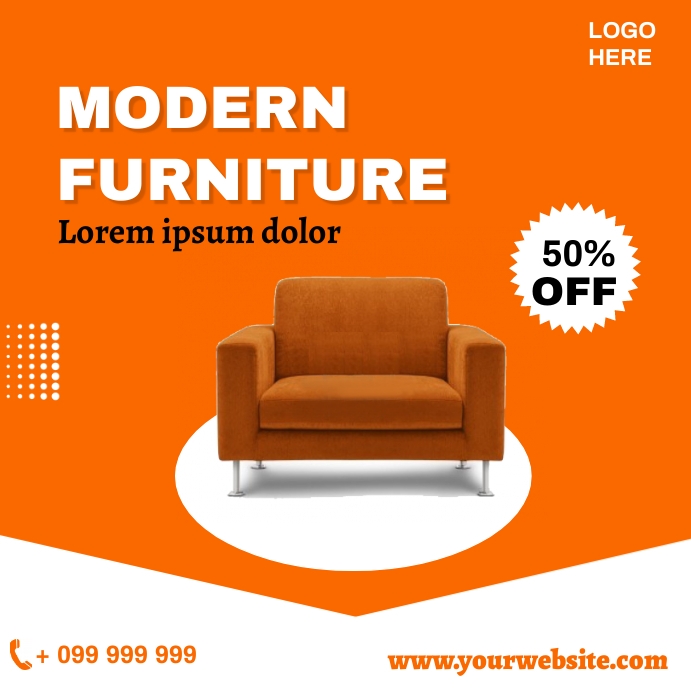 LOGO
HERE
MODERN
FURNITURE
Lorem ipsum dolor
50%
OFF
+ 099 999 999
www.yourwebsite.com